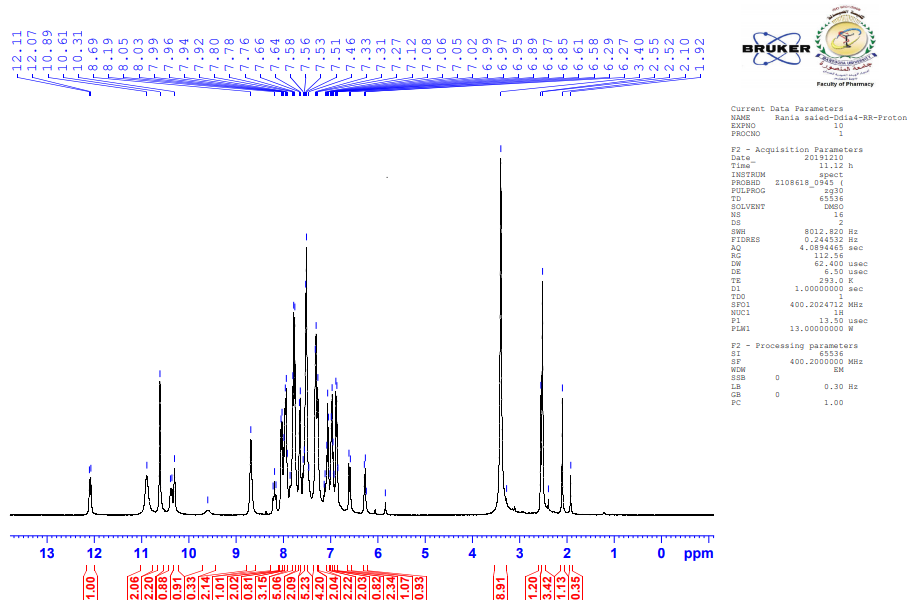 12.11 12.07 10.89 10.61 10.31 8.69 8.19 8.05 8.03 7.99 7.96 7.94 7.92 7.80 7.78 7.76 7.66 7.64 7.58 7.56 7.53 7.51 7.46 7.33 7.31 7.27 7.12 7.08 7.06 7.05 7.02 6.99 6.97 6.95 6.89 6.87 6.85 6.61 6.58 6.29 6.27 3.40 2.55 2.52 2.10 1.92
BRUKER
Faculty of Pharmacy
Current Data Parameters
NAME Rania saied-Ddia4-RR-Proton
EXPNO 10
PROCNO 1
F2 - Acquisition Parameters
Date_ 20191210
Time 11.12 h
INSTRUM spect
PROBHD Z108618_0945 (
PULPROG zg30
TD 65536
SOLVENT DMSO
NS 16
DS 2
SWH 8012.820 Hz
FIDRES 0.244532 Hz
AQ 4.0894465 sec
RG 112.56
DW 62.400 usec
DE 6.50 usec
TE 293.0 K
D1 1.00000000 sec
TD0 1
SFO1 400.2024712 MHz
NUC1 1H
P1 13.50 usec
PLW1 13.00000000 W
F2 - Processing parameters
SI 65536
SF 400.2000000 MHz
WDW EM
SSB 0
LB 0.30 Hz
GB 0
PC 1.00
13 12 11 10 9 8 7 6 5 4 3 2 1 0 ppm
1.00 2.06 2.20 0.88 0.91 0.33 2.14 1.01 2.02 0.81 3.15 5.06 2.09 5.23 4.20 2.04 2.22 2.03 0.82 2.34 1.07 0.93 8.91 1.20 3.42 1.13 0.35